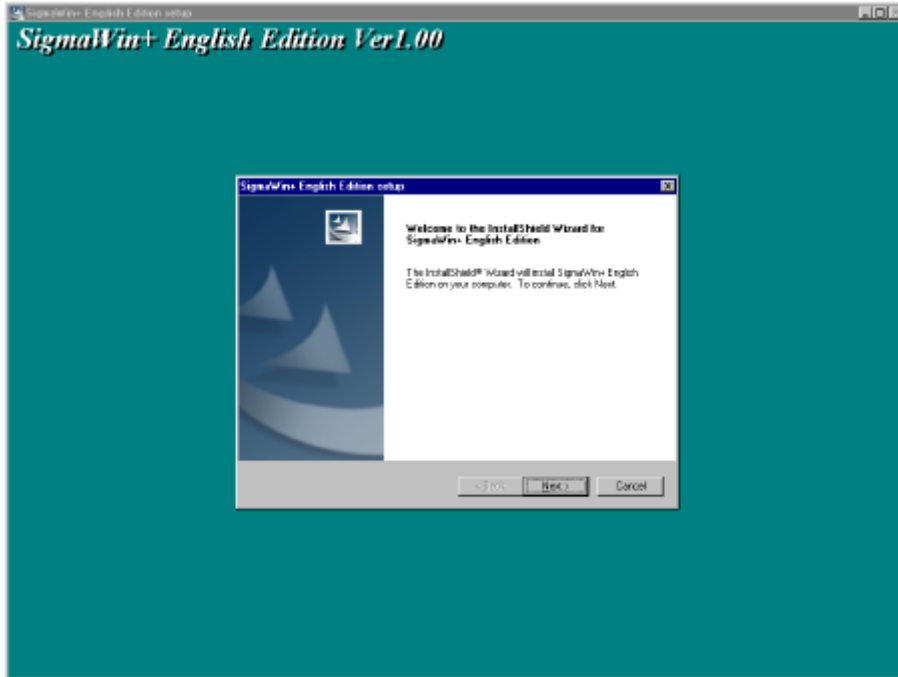 SigmaWin+ English Edition setup
SigmaWin+ English Edition Ver1.00
SigmaWin+ English Edition setup
Welcome to the InstallShield Wizard for
SigmaWin+ English Edition
The InstallShield® Wizard will install SigmaWin+ English
Edition on your computer. To continue, click Next.
< Back
Next >
Cancel